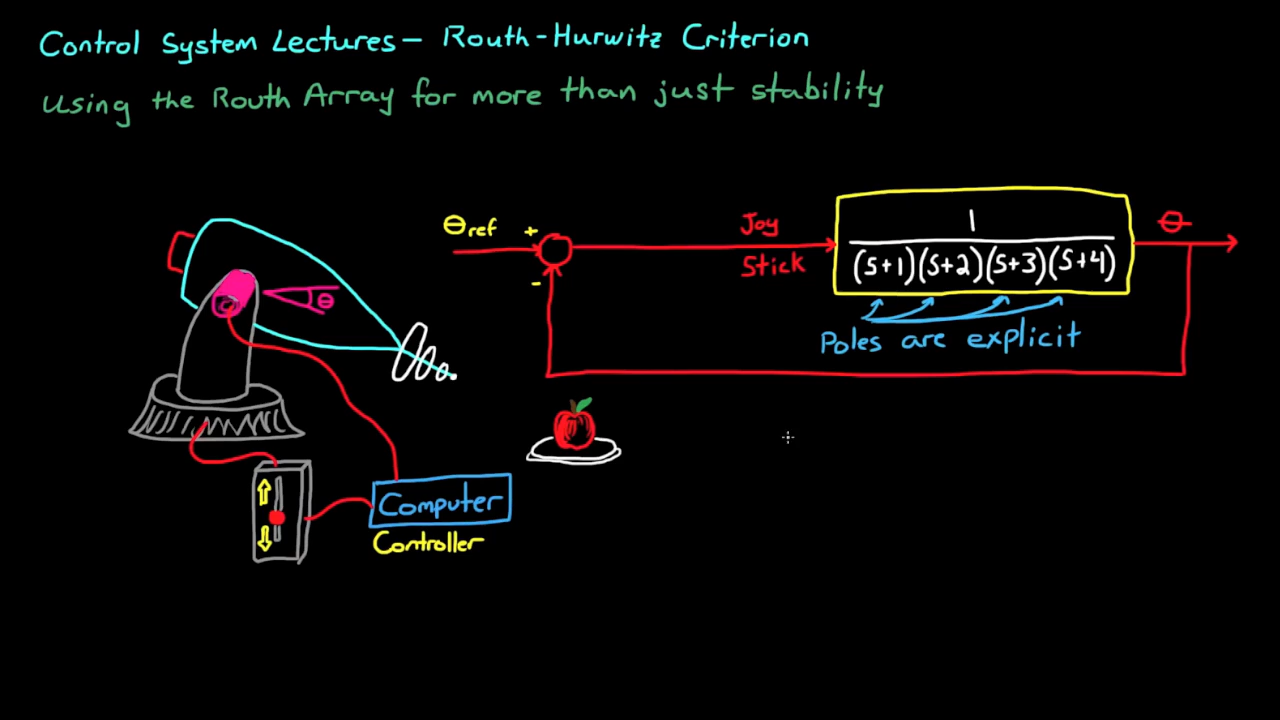 Control System Lectures – Routh-Hurwitz Criterion
Using the Routh Array for more than just stability
θref + Joy Stick
-
1
(s+1)(s+2)(s+3)(s+4)
θ
Poles are explicit
θ
Computer
Controller